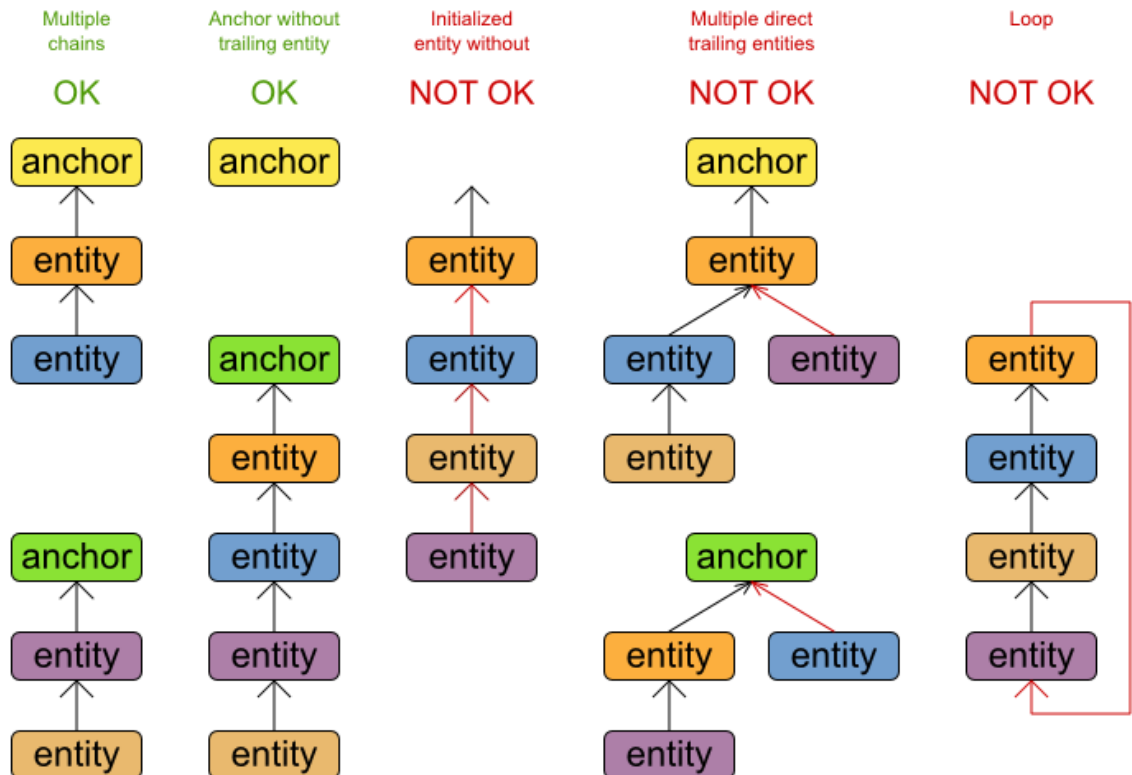 Multiple
chains
OK
anchor
entity
entity
anchor
entity
entity
Anchor without
trailing entity
OK
anchor
anchor
entity
entity
entity
entity
Initialized
entity without
NOT OK
entity
entity
entity
entity
Multiple direct
trailing entities
NOT OK
anchor
entity
entity entity
entity
anchor
entity entity
entity
Loop
NOT OK
entity
entity
entity
entity